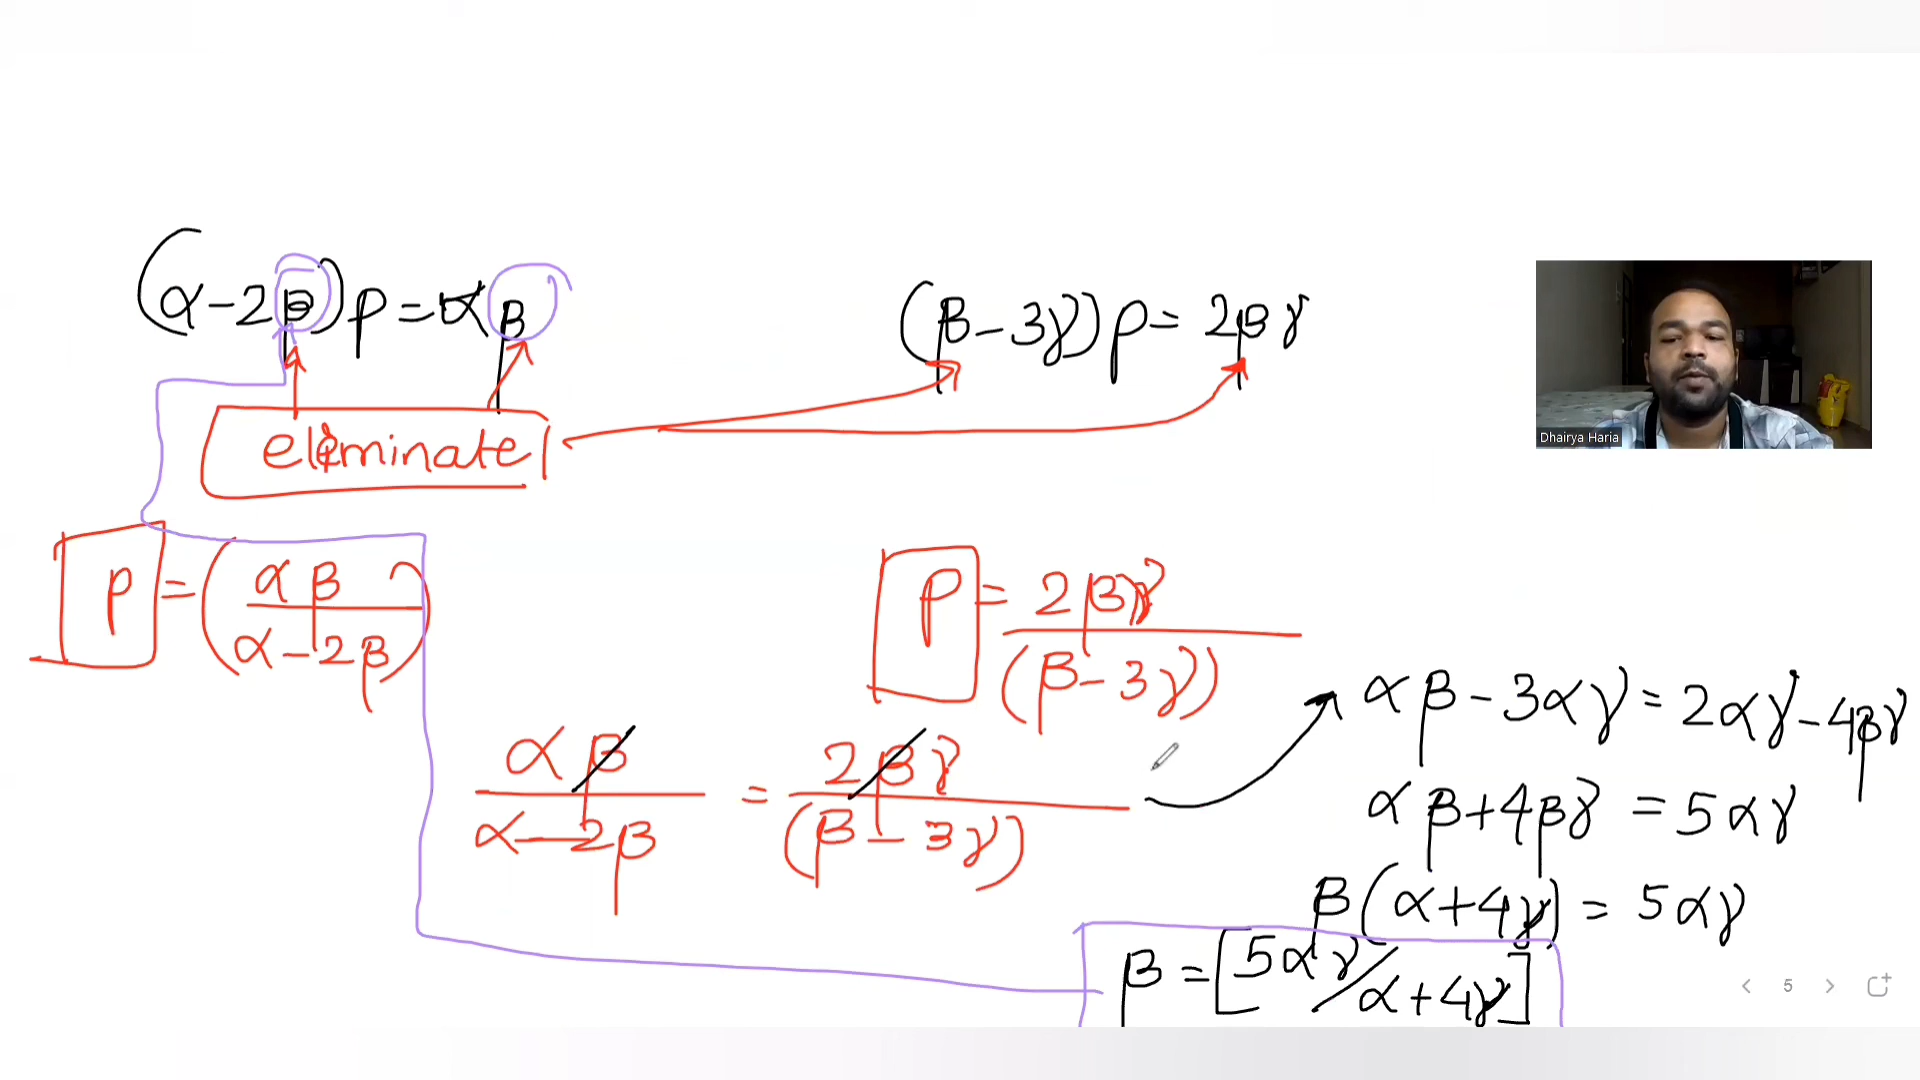 (α-2β)p=αβ
(β-3γ)p=2βγ
eliminate
p=(αβ/α-2β)
p=2βγ/(β-3γ)
αβ/α-2β = 2βγ/(β-3γ)
αβ-3αγ=2αγ-4βγ
αβ+4βγ=5αγ
β(α+4γ)=5αγ
β=[5αγ/α+4γ]
Dhairya Haria
< 5 >